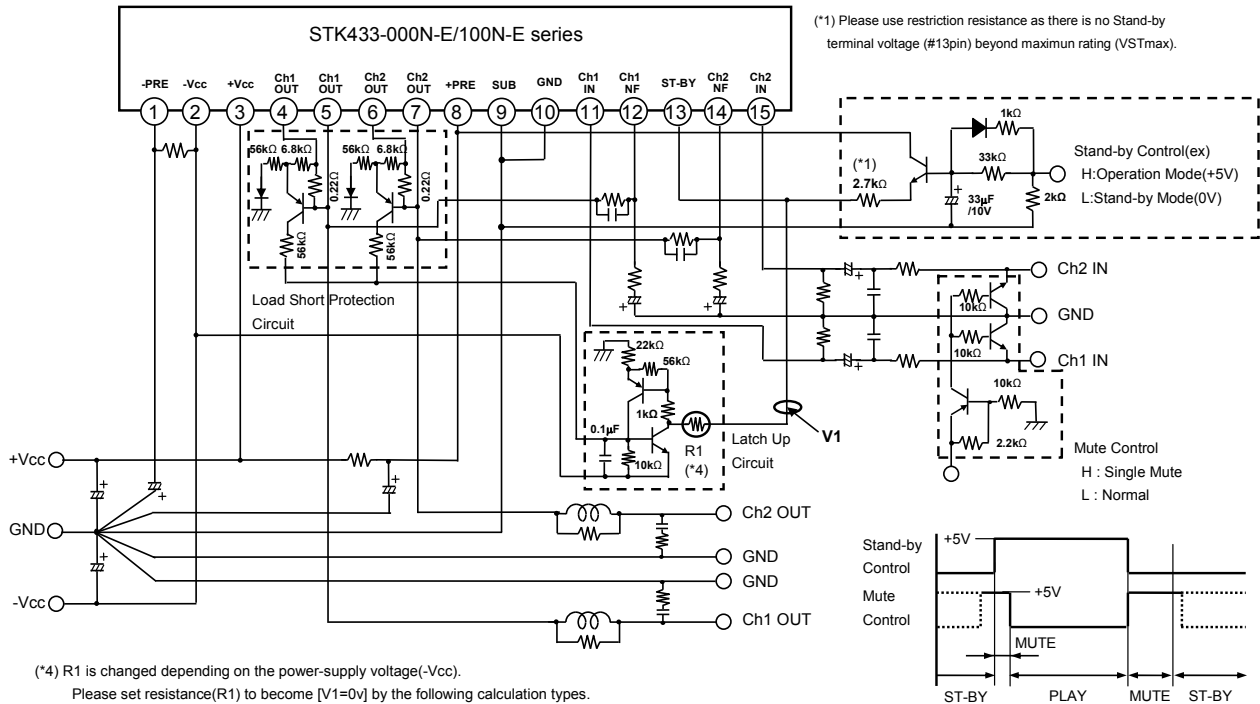 STK433-000N-E/100N-E series
(*1) Please use restriction resistance as there is no Stand-by
terminal voltage (#13pin) beyond maximun rating (VSTmax).
-PRE
-Vcc
+Vcc
Ch1 OUT
Ch1 OUT
Ch2 OUT
Ch2 OUT
+PRE
SUB
GND
Ch1 IN
Ch1 NF
ST-BY
Ch2 NF
Ch2 IN
1
2
3
4
5
6
7
8
9
10
11
12
13
14
15
56kΩ
6.8kΩ
0.22Ω
56kΩ
56kΩ
6.8kΩ
0.22Ω
56kΩ
Load Short Protection
Circuit
(*1)
2.7kΩ
1kΩ
33kΩ
33μF
/10V
2kΩ
Stand-by Control(ex)
H:Operation Mode(+5V)
L:Stand-by Mode(0V)
Ch2 IN
GND
Ch1 IN
10kΩ
10kΩ
10kΩ
2.2kΩ
Mute Control
H : Single Mute
L : Normal
22kΩ
56kΩ
1kΩ
0.1μF
10kΩ
R1
(*4)
Latch Up
Circuit
V1
+Vcc
GND
-Vcc
Ch2 OUT
GND
GND
Ch1 OUT
Stand-by
Control
+5V
Mute
Control
+5V
MUTE
ST-BY
PLAY
MUTE
ST-BY
(*4) R1 is changed depending on the power-supply voltage(-Vcc).
Please set resistance(R1) to become [V1=0v] by the following calculation types.